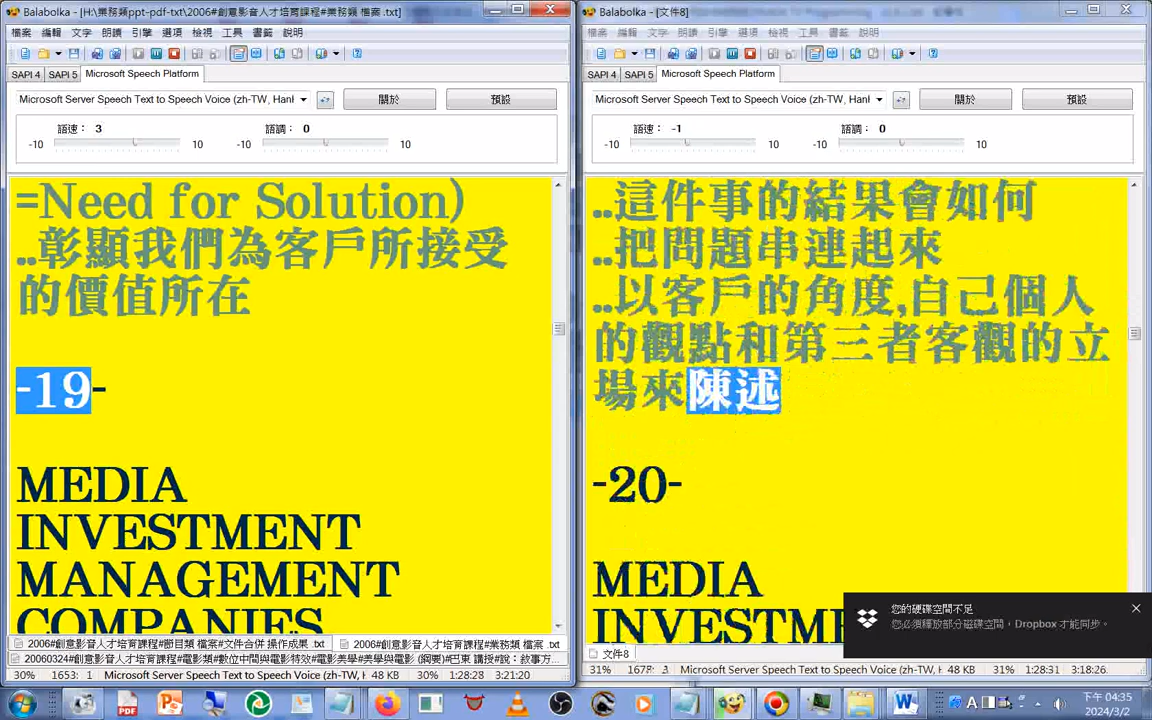 Balabolka - [H:\業務類ppt-pdf-txt\2006#創意影音人才培育課程#業務類 檔案 .txt]
檔案 編輯 文字 朗讀 引擎 選項 檢視 工具 書籤 說明
SAPI 4 SAPI 5 Microsoft Speech Platform
Microsoft Server Speech Text to Speech Voice (zh-TW, Hanl
關於
預設
語速： 3
語調： 0
-10 10 -10 10
=Need for Solution)
..彰顯我們為客戶所接受
的價值所在
-19-
MEDIA
INVESTMENT
MANAGEMENT
COMPANIES
2006#創意影音人才培育課程#節目類 檔案#文件合併 操作成果 .txt
2006#創意影音人才培育課程#業務類 檔案 .txt
20060324#創意影音人才培育課程#電影類#數位中間與電影特效#電影美學#美學與電影 (綱要)#巴東 講授#說：敘事方...
30% 1653: 1 Microsoft Server Speech Text to Speech Voice (zh-TW, H 48 KB 30% 1:28:28 3:21:20
Balabolka - [文件8]
檔案 編輯 文字 朗讀 引擎 選項 檢視 工具 書籤 說明
SAPI 4 SAPI 5 Microsoft Speech Platform
Microsoft Server Speech Text to Speech Voice (zh-TW, Hanl
關於
預設
語速： -1
語調： 0
-10 10 -10 10
..這件事的結果會如何
..把問題串連起來
..以客戶的角度,自己個人
的觀點和第三者客觀的立
場來陳述
-20-
MEDIA
INVESTME
您的硬碟空間不足
您必須釋放部分磁碟空間，Dropbox 才能同步。
文件8
31% 1678: 3 Microsoft Server Speech Text to Speech Voice (zh-TW, H 48 KB 31% 1:28:31 3:18:26
下午 04:35
2024/3/2